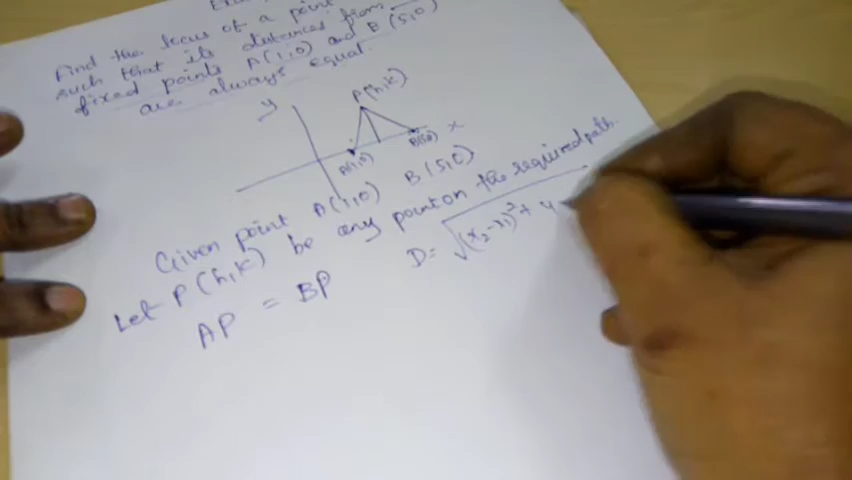 Find the locus of a point
such that its distances from
fixed points A(1,0) and B(5,0)
are always equal.
y
P(h,k)
x
A(1,0)
B(5,0)
Given point A(1,0) B(5,0)
Let P(h,k) be any point on the required path.
AP = BP
D= √(x₂-x₁)²+ y